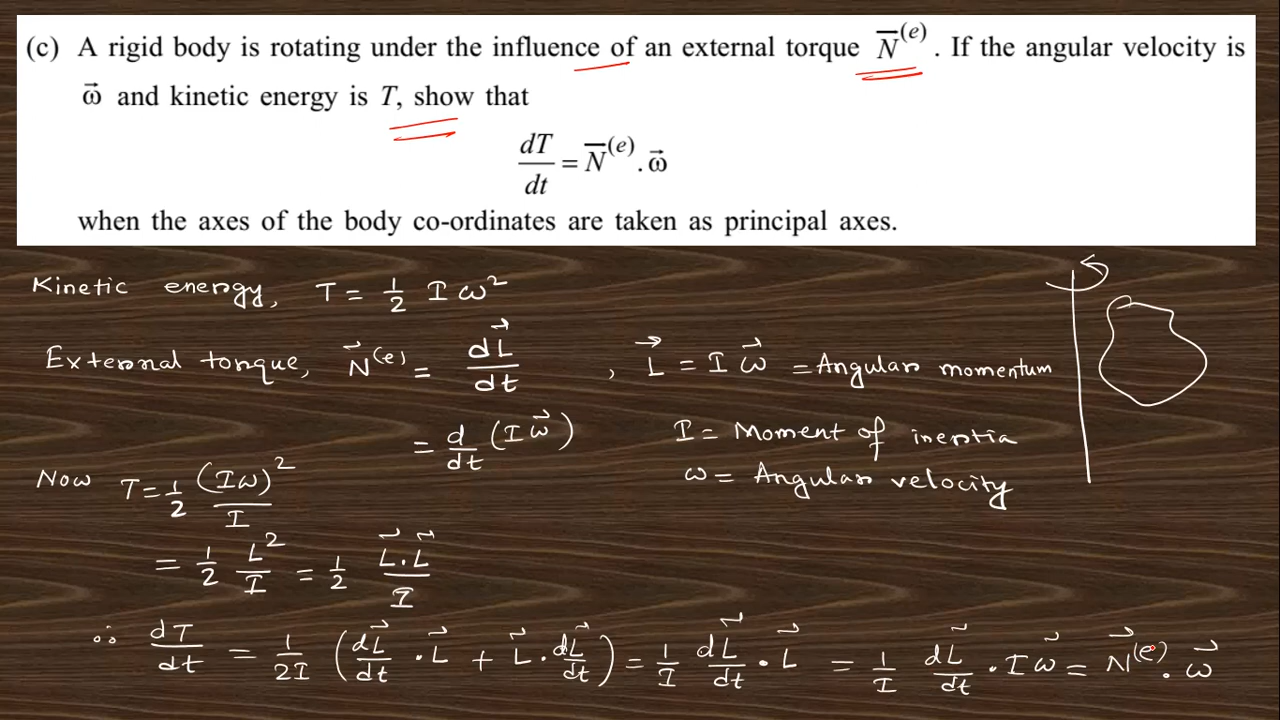 (c) A rigid body is rotating under the influence of an external torque N̅⁽ᵉ⁾ . If the angular velocity is
ω⃗ and kinetic energy is T, show that
dT/dt = N̅⁽ᵉ⁾ . ω⃗
when the axes of the body co-ordinates are taken as principal axes.
Kinetic energy, T = 1/2 I ω²
External torque, N⃗⁽ᵉ⁾ = dL⃗/dt , L⃗ = I ω⃗ = Angular momentum
= d/dt (I ω⃗) I = Moment of inertia
Now T = 1/2 (Iω)²/I ω = Angular velocity
= 1/2 L²/I = 1/2 L⃗.L⃗/I
∴ dT/dt = 1/2I (dL⃗/dt . L⃗ + L⃗ . dL⃗/dt) = 1/I dL⃗/dt . L⃗ = 1/I dL⃗/dt . I ω⃗ = N⃗⁽ᵉ⁾ . ω⃗